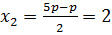 x₂ = (5p−p)/2 = 2